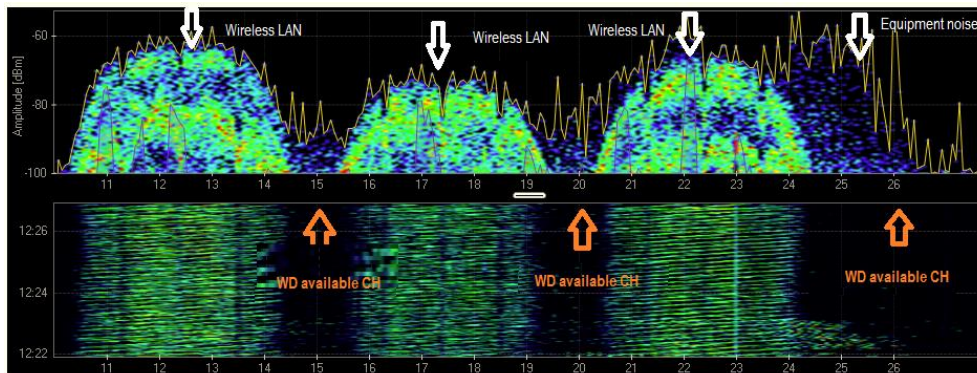 Wireless LAN
Wireless LAN
Wireless LAN
Equipment noise
Amplitude [dBm]
-60
-80
-100
11 12 13 14 15 16 17 18 19 20 21 22 23 24 25 26
12:26
12:24
12:22
WD available CH
WD available CH
WD available CH
11 12 13 14 15 16 17 18 19 20 21 22 23 24 25 26